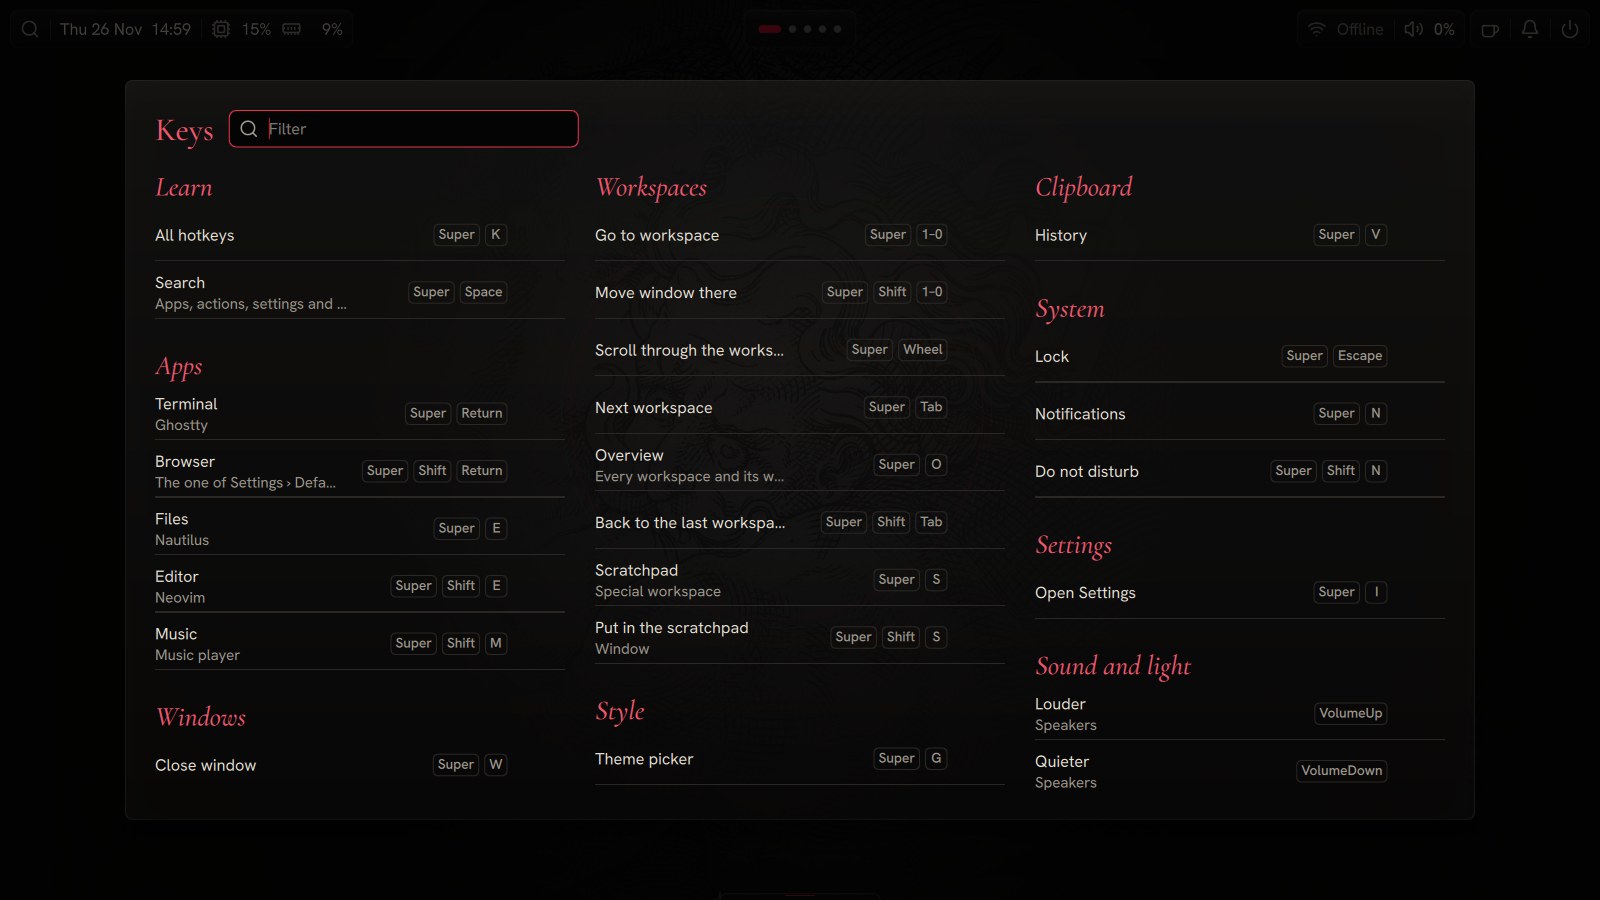 Thu 26 Nov 14:59 15% 9%
Offline 0%
Keys Filter
Learn
All hotkeys Super K
Search
Apps, actions, settings and ... Super Space
Apps
Terminal
Ghostty Super Return
Browser
The one of Settings › Defa... Super Shift Return
Files
Nautilus Super E
Editor
Neovim Super Shift E
Music
Music player Super Shift M
Windows
Close window Super W
Workspaces
Go to workspace Super 1-0
Move window there Super Shift 1-0
Scroll through the works... Super Wheel
Next workspace Super Tab
Overview
Every workspace and its w... Super O
Back to the last workspa... Super Shift Tab
Scratchpad
Special workspace Super S
Put in the scratchpad
Window Super Shift S
Style
Theme picker Super G
Clipboard
History Super V
System
Lock Super Escape
Notifications Super N
Do not disturb Super Shift N
Settings
Open Settings Super I
Sound and light
Louder
Speakers VolumeUp
Quieter
Speakers VolumeDown